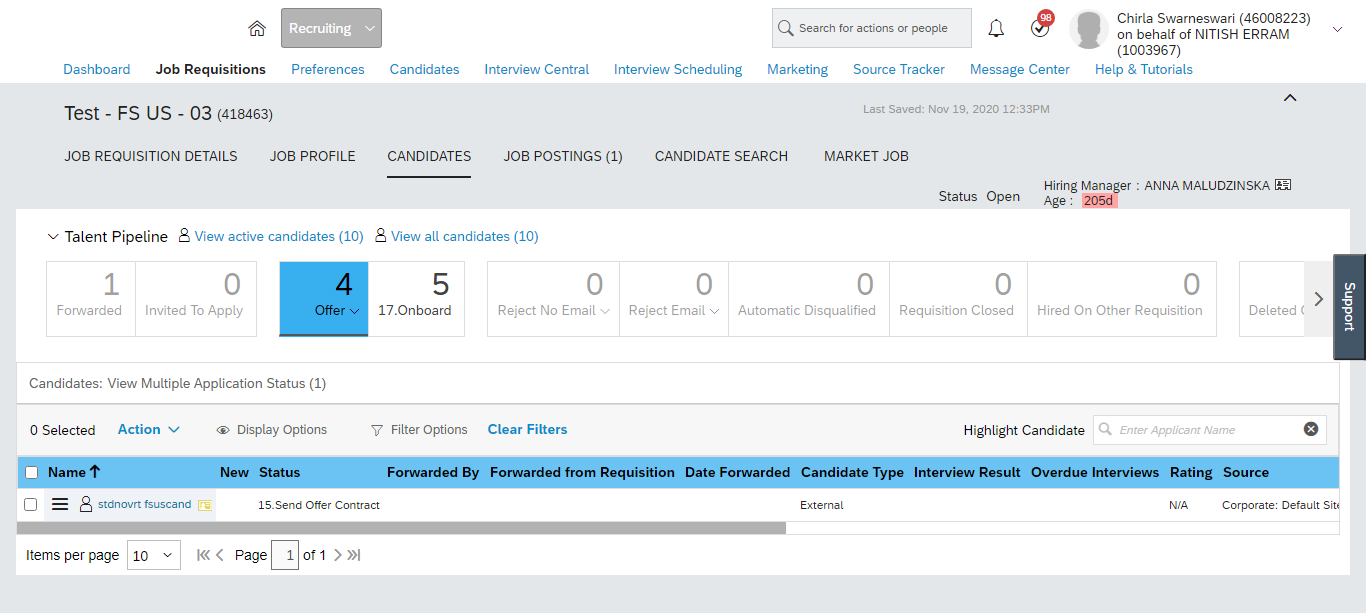 Recruiting
Search for actions or people
98
Chirla Swarneswari (46008223)
on behalf of NITISH ERRAM
(1003967)
Dashboard Job Requisitions Preferences Candidates Interview Central Interview Scheduling Marketing Source Tracker Message Center Help & Tutorials
Test - FS US - 03 (418463)
Last Saved: Nov 19, 2020 12:33PM
JOB REQUISITION DETAILS JOB PROFILE CANDIDATES JOB POSTINGS (1) CANDIDATE SEARCH MARKET JOB
Status Open
Hiring Manager : ANNA MALUDZINSKA
Age : 205d
Talent Pipeline View active candidates (10) View all candidates (10)
1 0 4 5 0 0 0 0 0
Forwarded Invited To Apply Offer 17.Onboard Reject No Email Reject Email Automatic Disqualified Requisition Closed Hired On Other Requisition Deleted
Support
Candidates: View Multiple Application Status (1)
0 Selected Action Display Options Filter Options Clear Filters Highlight Candidate Enter Applicant Name
Name New Status Forwarded By Forwarded from Requisition Date Forwarded Candidate Type Interview Result Overdue Interviews Rating Source
stdnovrt fsuscand 15.Send Offer Contract External N/A Corporate: Default Site
Items per page 10 Page 1 of 1